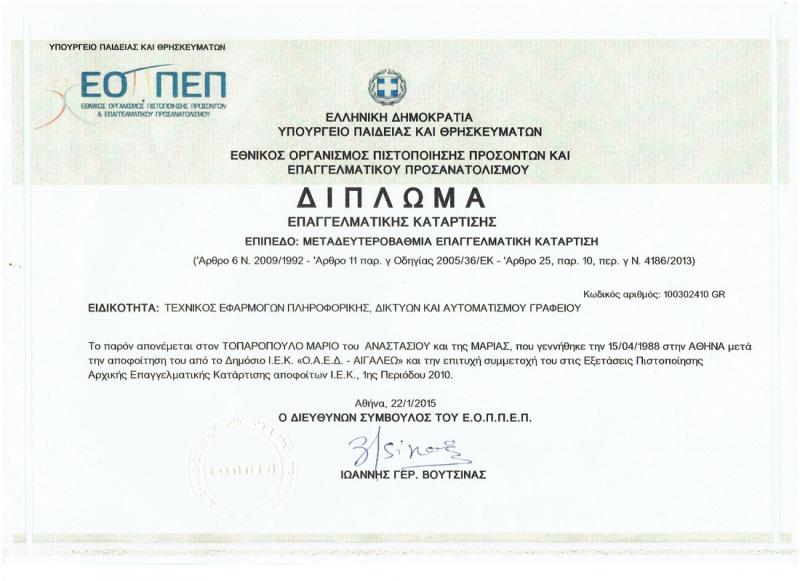 ΥΠΟΥΡΓΕΙΟ ΠΑΙΔΕΙΑΣ ΚΑΙ ΘΡΗΣΚΕΥΜΑΤΩΝ
ΕΟΠΠΕΠ
ΕΘΝΙΚΟΣ ΟΡΓΑΝΙΣΜΟΣ ΠΙΣΤΟΠΟΙΗΣΗΣ ΠΡΟΣΟΝΤΩΝ
& ΕΠΑΓΓΕΛΜΑΤΙΚΟΥ ΠΡΟΣΑΝΑΤΟΛΙΣΜΟΥ
ΕΛΛΗΝΙΚΗ ΔΗΜΟΚΡΑΤΙΑ
ΥΠΟΥΡΓΕΙΟ ΠΑΙΔΕΙΑΣ ΚΑΙ ΘΡΗΣΚΕΥΜΑΤΩΝ
ΕΘΝΙΚΟΣ ΟΡΓΑΝΙΣΜΟΣ ΠΙΣΤΟΠΟΙΗΣΗΣ ΠΡΟΣΟΝΤΩΝ ΚΑΙ
ΕΠΑΓΓΕΛΜΑΤΙΚΟΥ ΠΡΟΣΑΝΑΤΟΛΙΣΜΟΥ
ΔΙΠΛΩΜΑ
ΕΠΑΓΓΕΛΜΑΤΙΚΗΣ ΚΑΤΑΡΤΙΣΗΣ
ΕΠΙΠΕΔΟ: ΜΕΤΑΔΕΥΤΕΡΟΒΑΘΜΙΑ ΕΠΑΓΓΕΛΜΑΤΙΚΗ ΚΑΤΑΡΤΙΣΗ
(Άρθρο 6 Ν. 2009/1992 - Άρθρο 11 παρ. γ Οδηγίας 2005/36/ΕΚ - Άρθρο 25, παρ. 10, περ. γ Ν. 4186/2013)
Κωδικός αριθμός: 100302410 GR
ΕΙΔΙΚΟΤΗΤΑ: ΤΕΧΝΙΚΟΣ ΕΦΑΡΜΟΓΩΝ ΠΛΗΡΟΦΟΡΙΚΗΣ, ΔΙΚΤΥΩΝ ΚΑΙ ΑΥΤΟΜΑΤΙΣΜΟΥ ΓΡΑΦΕΙΟΥ
Το παρόν απονέμεται στον ΤΟΠΑΡΟΠΟΥΛΟ ΜΑΡΙΟ του ΑΝΑΣΤΑΣΙΟΥ και της ΜΑΡΙΑΣ, που γεννήθηκε την 15/04/1988 στην ΑΘΗΝΑ μετά
την αποφοίτηση του από το Δημόσιο Ι.Ε.Κ. «Ο.Α.Ε.Δ. - ΑΙΓΑΛΕΩ» και την επιτυχή συμμετοχή του στις Εξετάσεις Πιστοποίησης
Αρχικής Επαγγελματικής Κατάρτισης αποφοίτων Ι.Ε.Κ., 1ης Περιόδου 2010.
Αθήνα, 22/1/2015
Ο ΔΙΕΥΘΥΝΩΝ ΣΥΜΒΟΥΛΟΣ ΤΟΥ Ε.Ο.Π.Π.Ε.Π.
ΙΩΑΝΝΗΣ ΓΕΡ. ΒΟΥΤΣΙΝΑΣ
ΕΟΠΠΕΠ